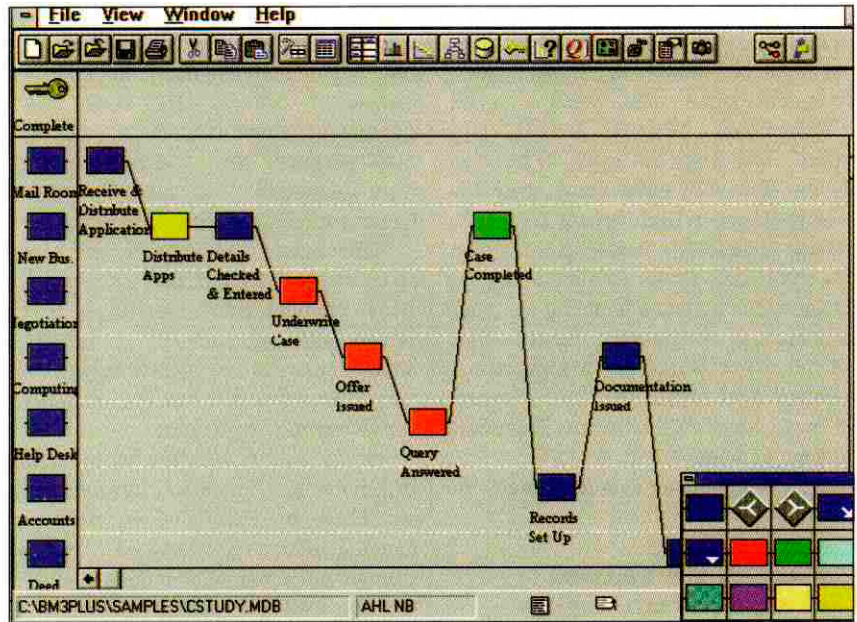 File View Window Help
Complete
Mail Room
New Bus.
Negotiation
Computing
Help Desk
Accounts
Deed
Receive &
Distribute
Application
Distribute
Apps
Details
Checked
& Entered
Underwrite
Case
Offer
issued
Query
Answered
Case
Completed
Records
Set Up
Documentation
Issued
C:\BM3PLUS\SAMPLES\CSTUDY.MDB AHL NB